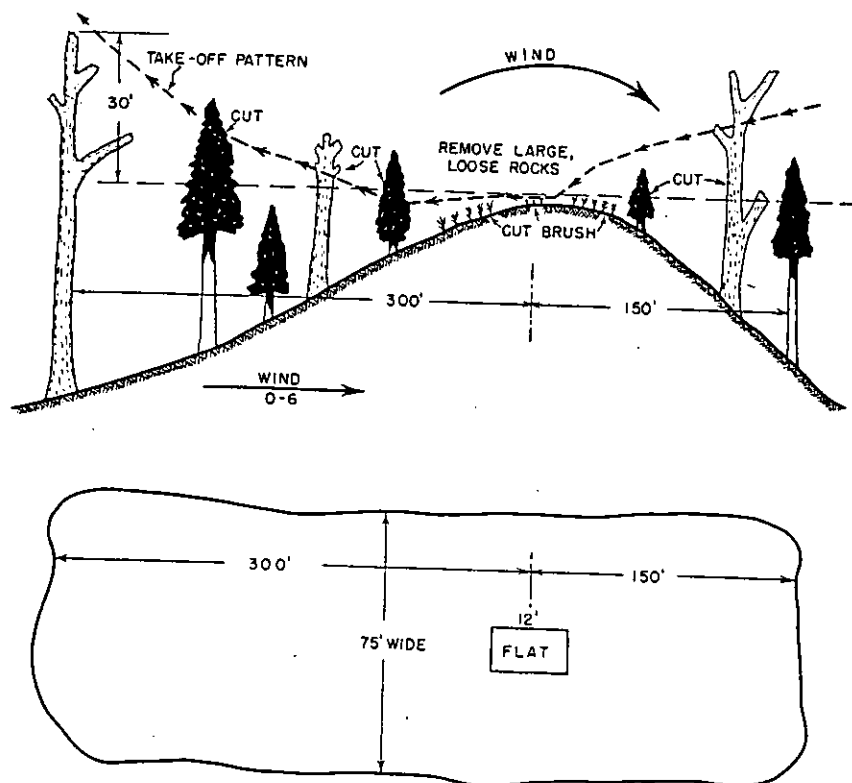 TAKE-OFF PATTERN
30'
CUT
CUT
WIND
REMOVE LARGE,
LOOSE ROCKS
CUT
CUT BRUSH
300'
150'
WIND
0-6
300'
150'
12'
75' WIDE
FLAT